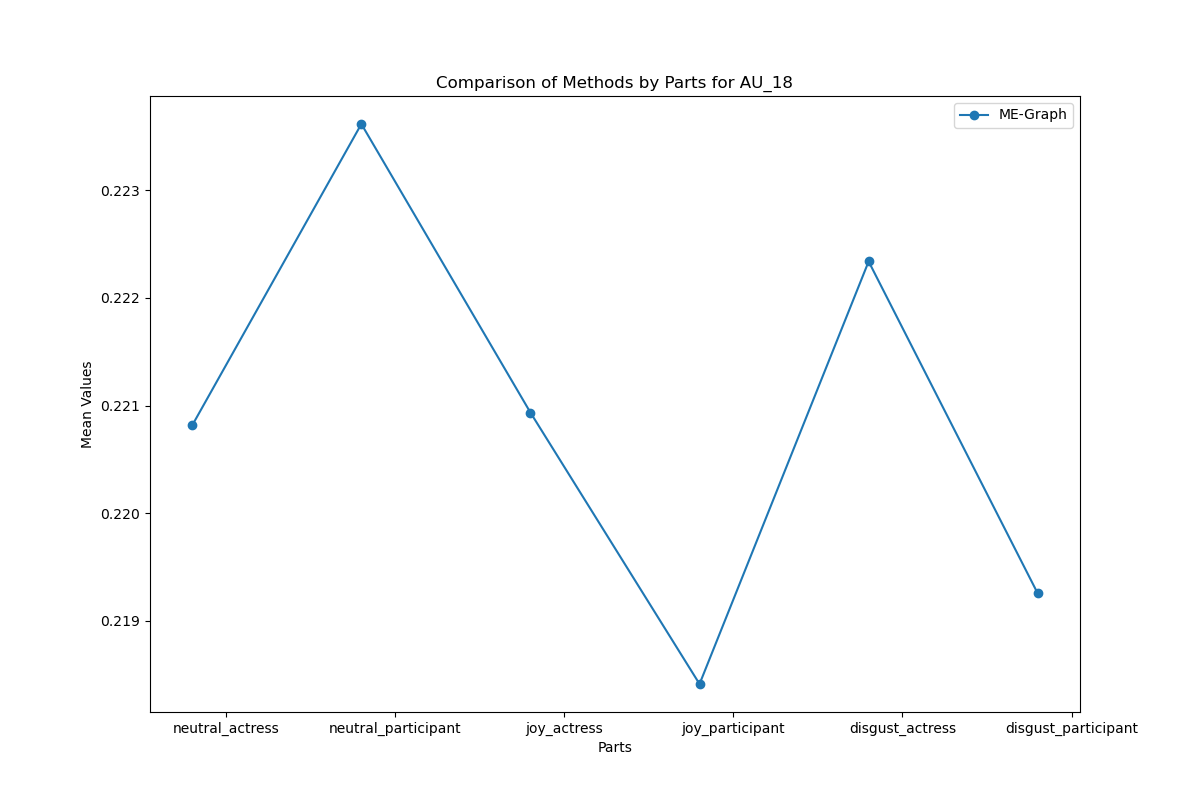 Comparison of Methods by Parts for AU_18
ME-Graph
0.223
0.222
0.221
0.220
0.219
Mean Values
neutral_actress neutral_participant joy_actress joy_participant disgust_actress disgust_participant
Parts